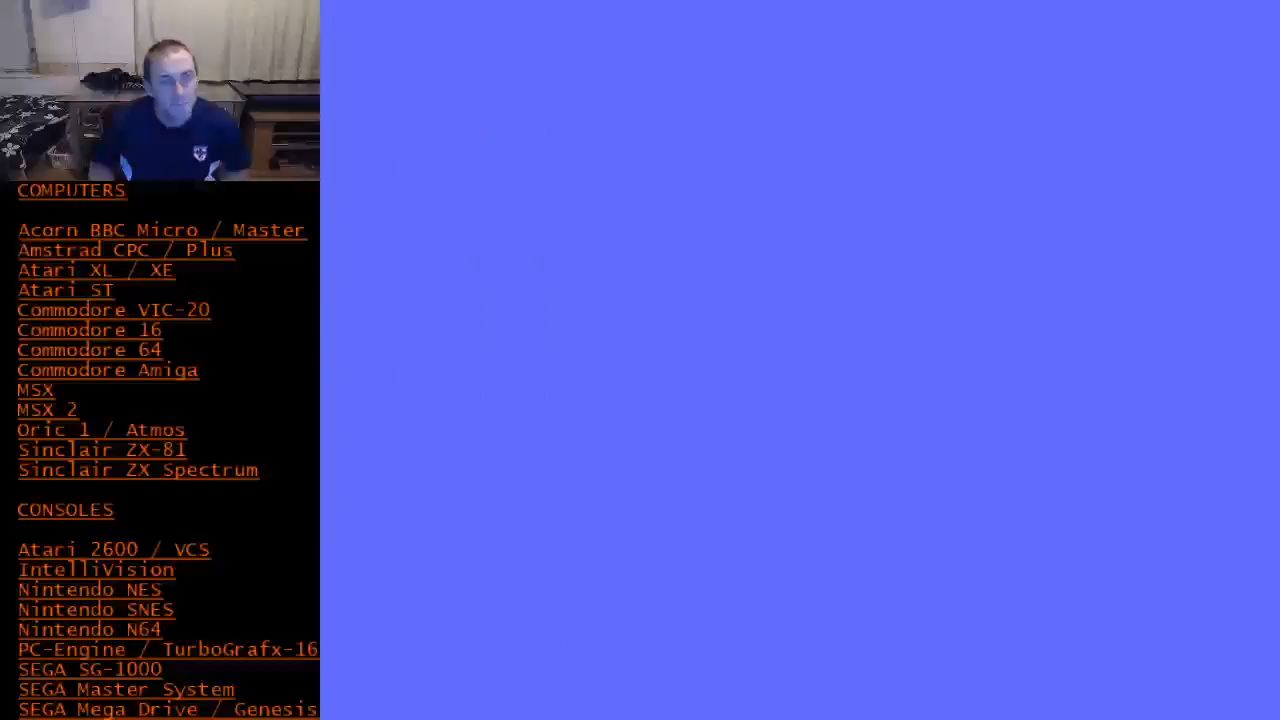 COMPUTERS
Acorn BBC Micro / Master
Amstrad CPC / Plus
Atari XL / XE
Atari ST
Commodore VIC-20
Commodore 16
Commodore 64
Commodore Amiga
MSX
MSX 2
Oric 1 / Atmos
Sinclair ZX-81
Sinclair ZX Spectrum
CONSOLES
Atari 2600 / VCS
IntelliVision
Nintendo NES
Nintendo SNES
Nintendo N64
PC-Engine / TurboGrafx-16
SEGA SG-1000
SEGA Master System
SEGA Mega Drive / Genesis